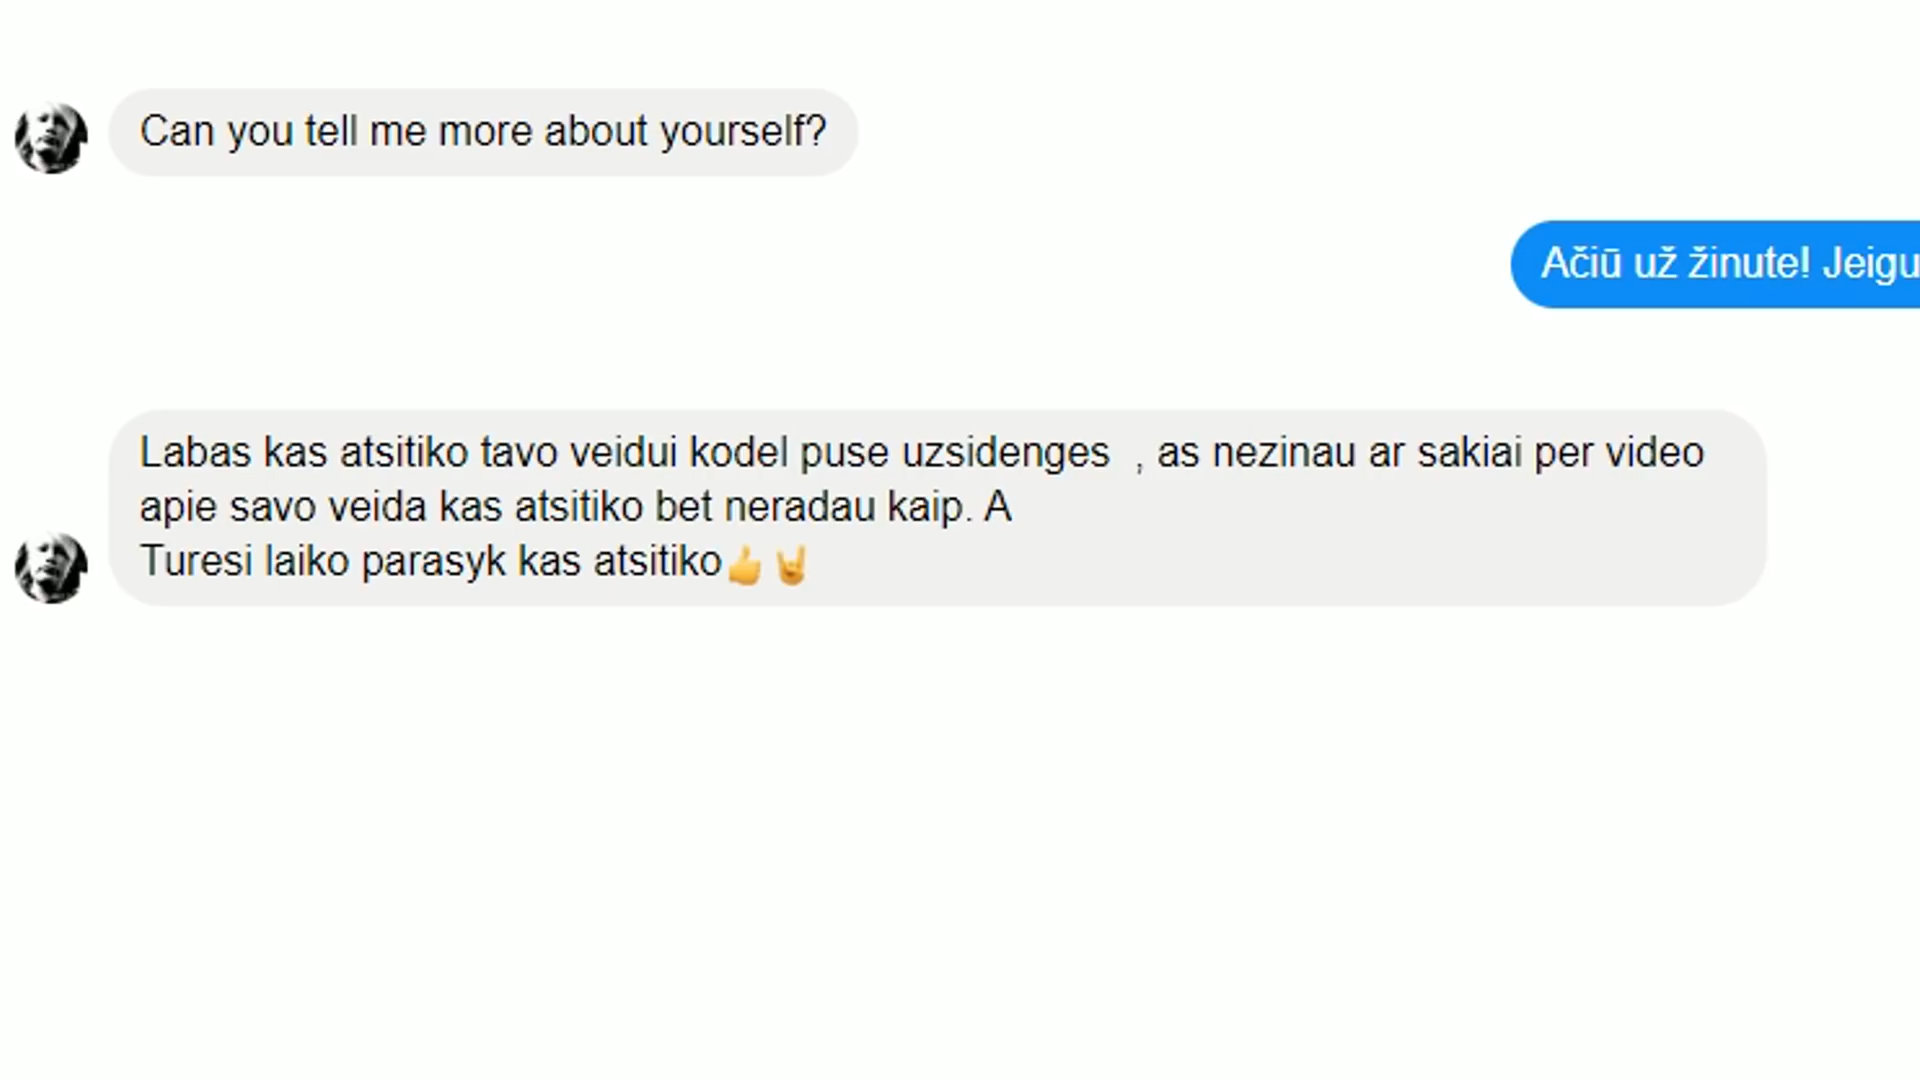 Can you tell me more about yourself?
Ačiū už žinute! Jeigu
Labas kas atsitiko tavo veidui kodel puse uzsidenges , as nezinau ar sakiai per video
apie savo veida kas atsitiko bet neradau kaip. A
Turesi laiko parasyk kas atsitiko👍🤘